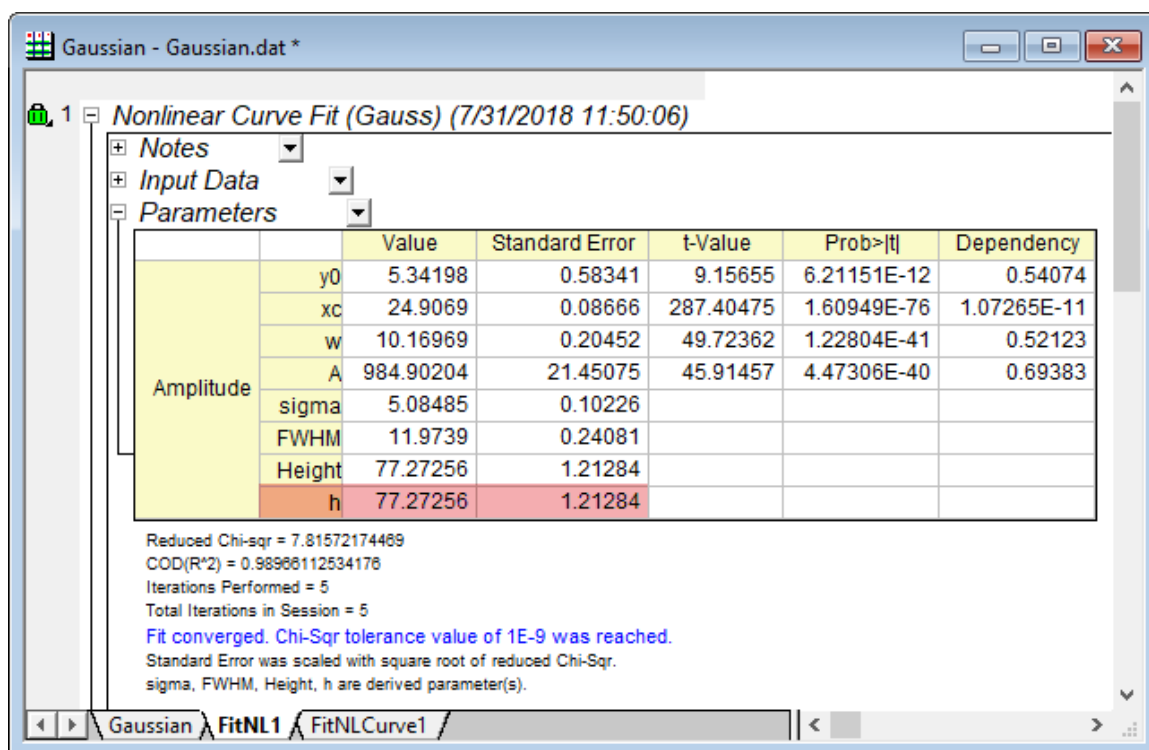 Gaussian - Gaussian.dat *
1 Nonlinear Curve Fit (Gauss) (7/31/2018 11:50:06)
Notes
Input Data
Parameters
Value Standard Error t-Value Prob>|t| Dependency
Amplitude
y0 5.34198 0.58341 9.15655 6.21151E-12 0.54074
xc 24.9069 0.08666 287.40475 1.60949E-76 1.07265E-11
w 10.16969 0.20452 49.72362 1.22804E-41 0.52123
A 984.90204 21.45075 45.91457 4.47306E-40 0.69383
sigma 5.08485 0.10226
FWHM 11.9739 0.24081
Height 77.27256 1.21284
h 77.27256 1.21284
Reduced Chi-sqr = 7.81572174469
COD(R^2) = 0.98966112534176
Iterations Performed = 5
Total Iterations in Session = 5
Fit converged. Chi-Sqr tolerance value of 1E-9 was reached.
Standard Error was scaled with square root of reduced Chi-Sqr.
sigma, FWHM, Height, h are derived parameter(s).
Gaussian FitNL1 FitNLCurve1